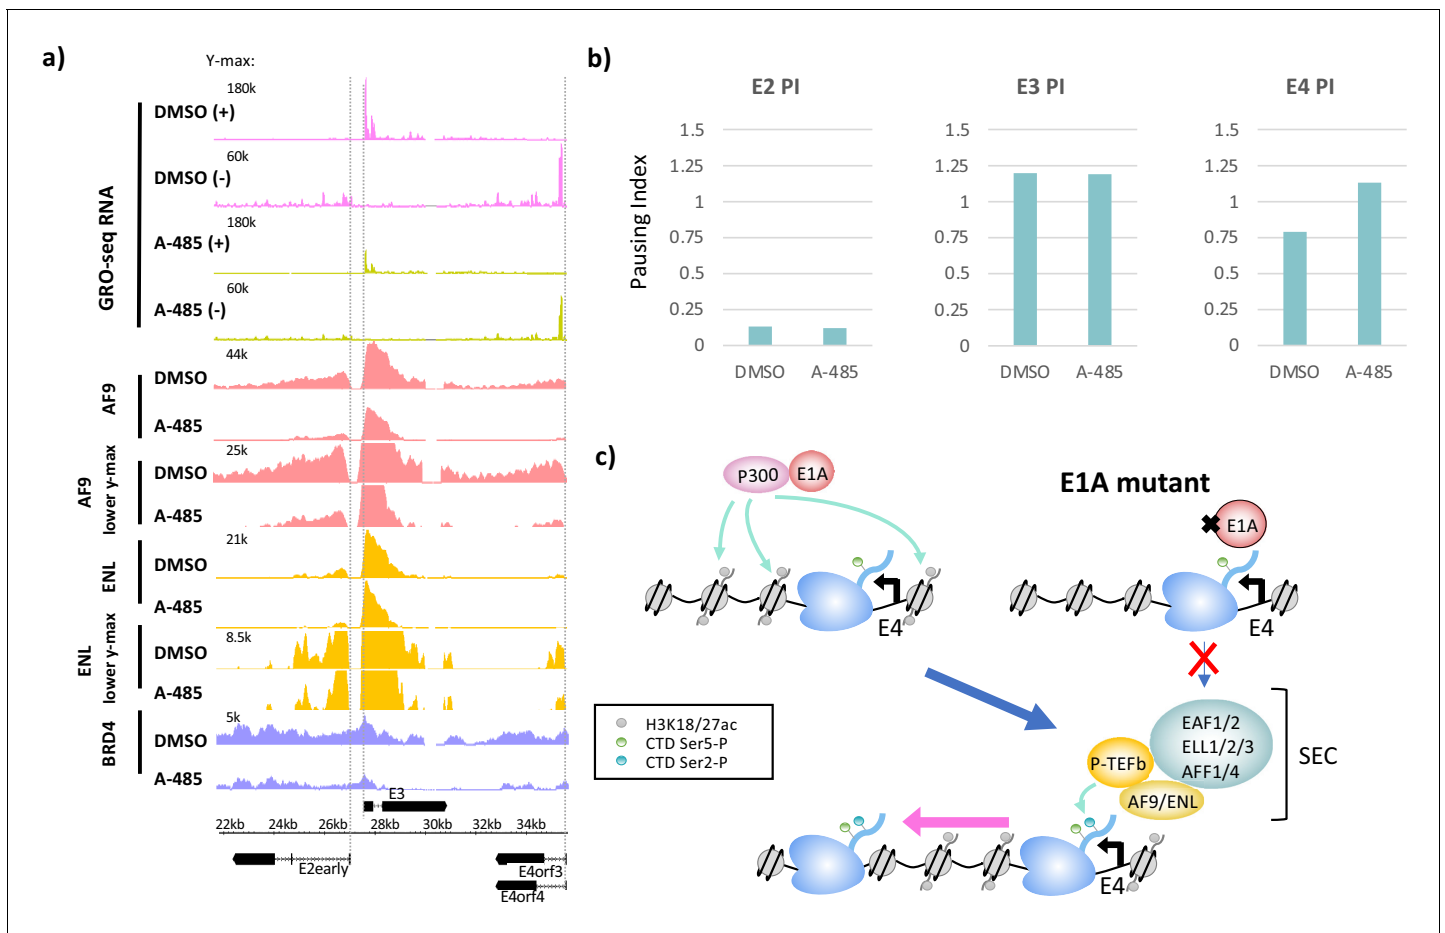 a)
Y-max:
GRO-seq RNA
DMSO (+)
180k
DMSO (-)
60k
A-485 (+)
180k
A-485 (-)
60k
AF9
DMSO
44k
A-485
AF9
lower y-max
DMSO
25k
A-485
ENL
DMSO
21k
A-485
ENL
lower y-max
DMSO
8.5k
A-485
BRD4
DMSO
5k
A-485
E3
22kb 24kb 26kb 28kb 30kb 32kb 34kb
E2early
E4orf3
E4orf4
b)
Pausing Index
E2 PI
1.5
1.25
1
0.75
0.5
0.25
0
DMSO A-485
E3 PI
1.5
1.25
1
0.75
0.5
0.25
0
DMSO A-485
E4 PI
1.5
1.25
1
0.75
0.5
0.25
0
DMSO A-485
c)
P300
E1A
E4
E1A mutant
E1A
E4
H3K18/27ac
CTD Ser5-P
CTD Ser2-P
EAF1/2
ELL1/2/3
AFF1/4
P-TEFb
AF9/ENL
SEC
E4